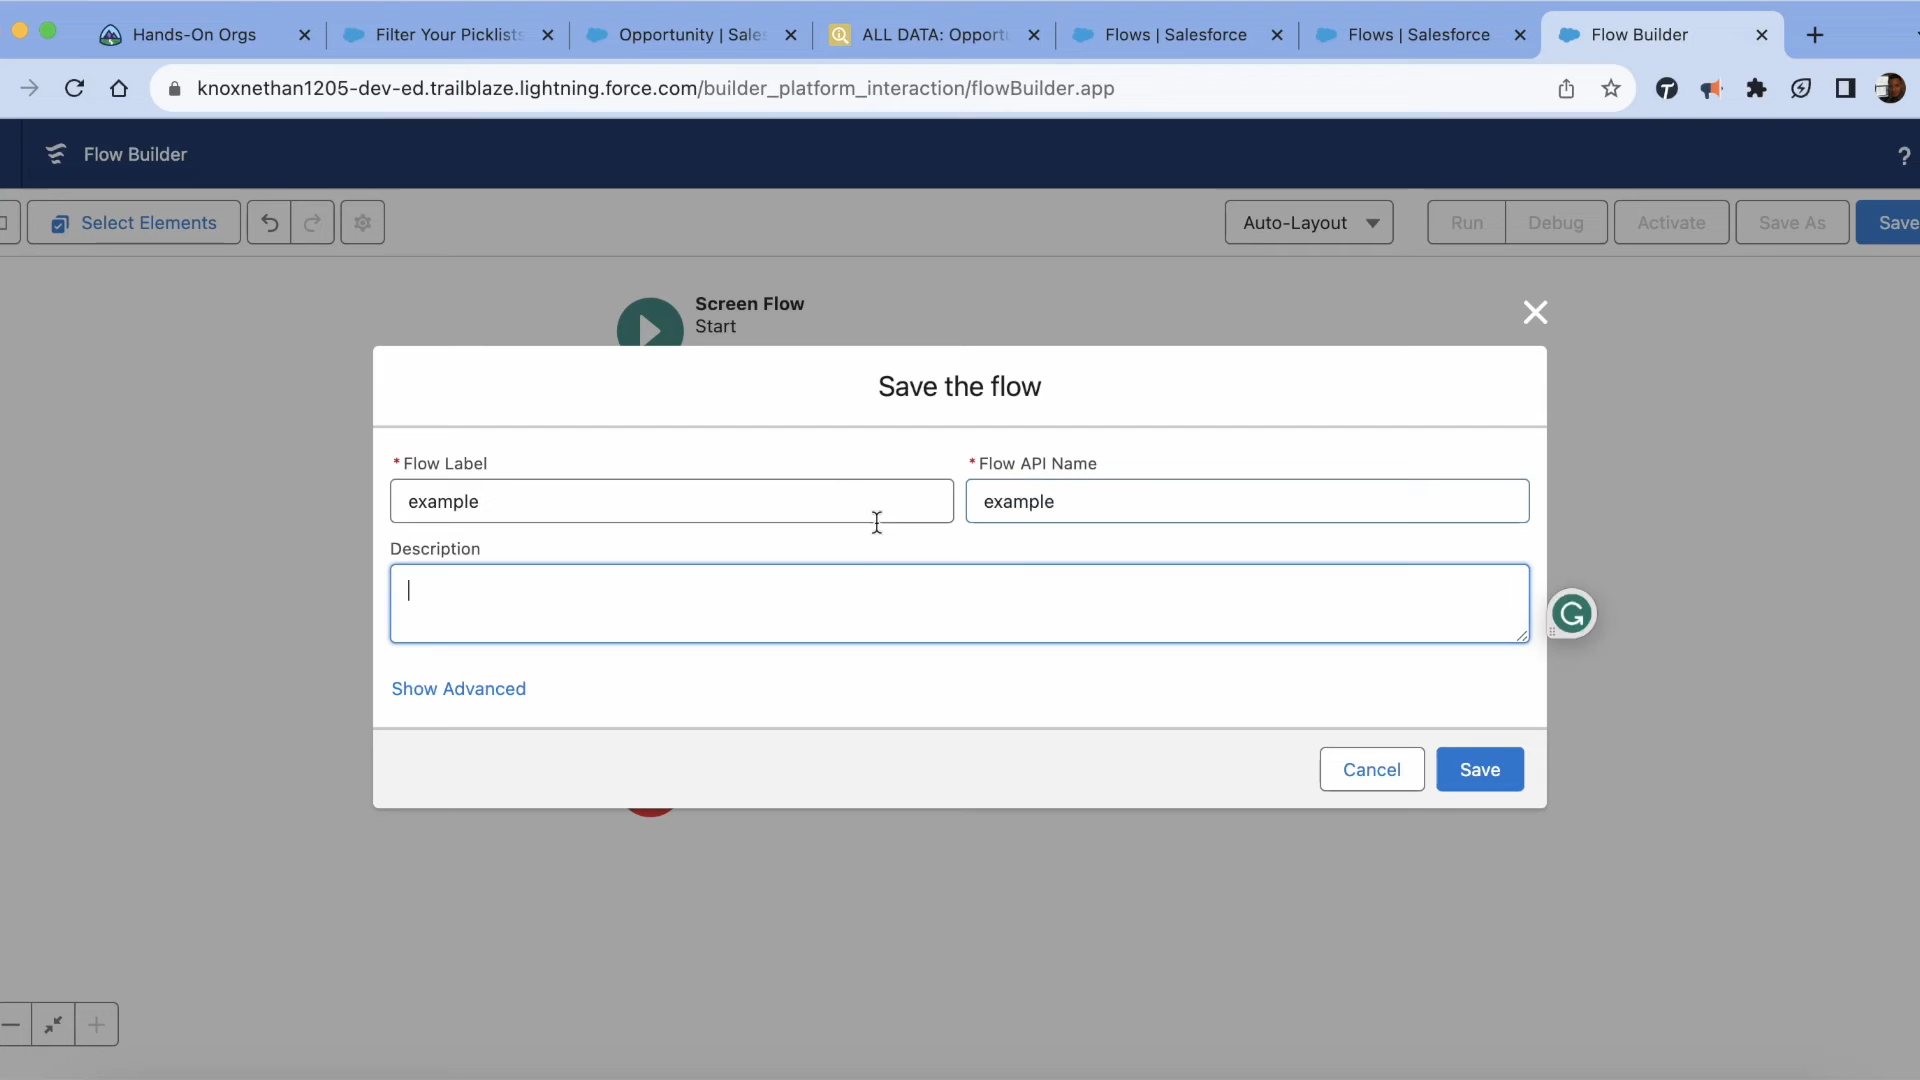 Hands-On Orgs
Filter Your Picklists
Opportunity | Sales
ALL DATA: Opportu
Flows | Salesforce
Flows | Salesforce
Flow Builder
knoxnethan1205-dev-ed.trailblaze.lightning.force.com/builder_platform_interaction/flowBuilder.app
Flow Builder
?
Select Elements
Auto-Layout
Run
Debug
Activate
Save As
Save
Screen Flow
Start
Save the flow
* Flow Label
* Flow API Name
example
example
Description
Show Advanced
Cancel
Save